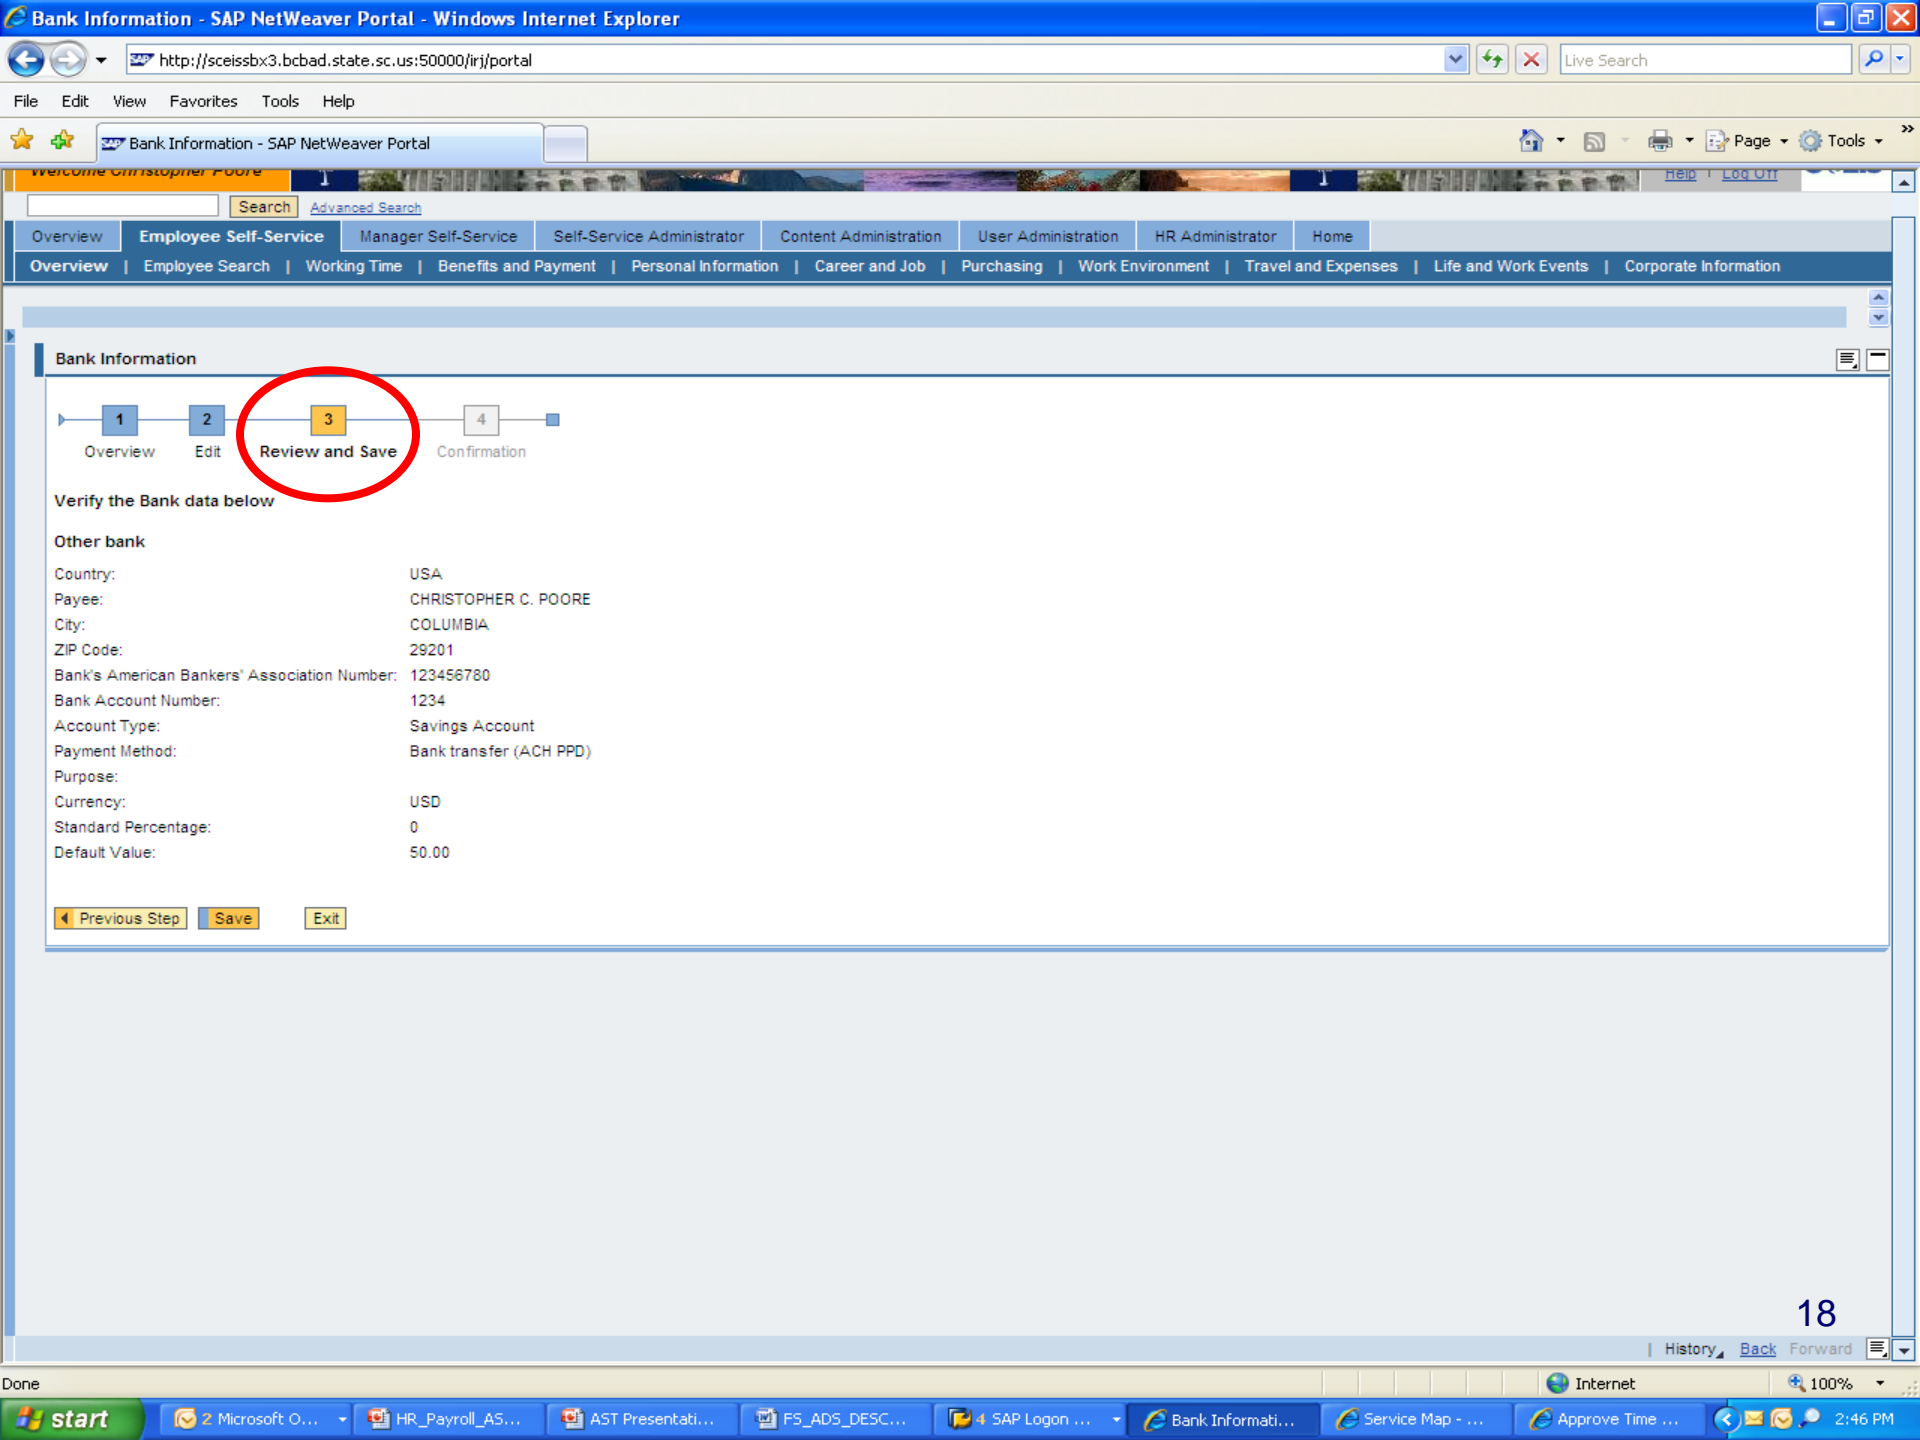 Bank Information - SAP NetWeaver Portal - Windows Internet Explorer
http://sceissbx3.bcbad.state.sc.us:50000/irj/portal
Live Search
File Edit View Favorites Tools Help
Bank Information - SAP NetWeaver Portal
Page Tools »
Welcome Christopher Poore
Help | Log Off
Search Advanced Search
Overview Employee Self-Service Manager Self-Service Self-Service Administrator Content Administration User Administration HR Administrator Home
Overview | Employee Search | Working Time | Benefits and Payment | Personal Information | Career and Job | Purchasing | Work Environment | Travel and Expenses | Life and Work Events | Corporate Information
Bank Information
1 2 3 4
Overview Edit Review and Save Confirmation
Verify the Bank data below
Other bank
Country: USA
Payee: CHRISTOPHER C. POORE
City: COLUMBIA
ZIP Code: 29201
Bank's American Bankers' Association Number: 123456780
Bank Account Number: 1234
Account Type: Savings Account
Payment Method: Bank transfer (ACH PPD)
Purpose:
Currency: USD
Standard Percentage: 0
Default Value: 50.00
Previous Step Save Exit
18
| History Back Forward
Done Internet 100%
start 2 Microsoft O... HR_Payroll_AS... AST Presentati... FS_ADS_DESC... 4 SAP Logon ... Bank Informati... Service Map - ... Approve Time ... 2:46 PM